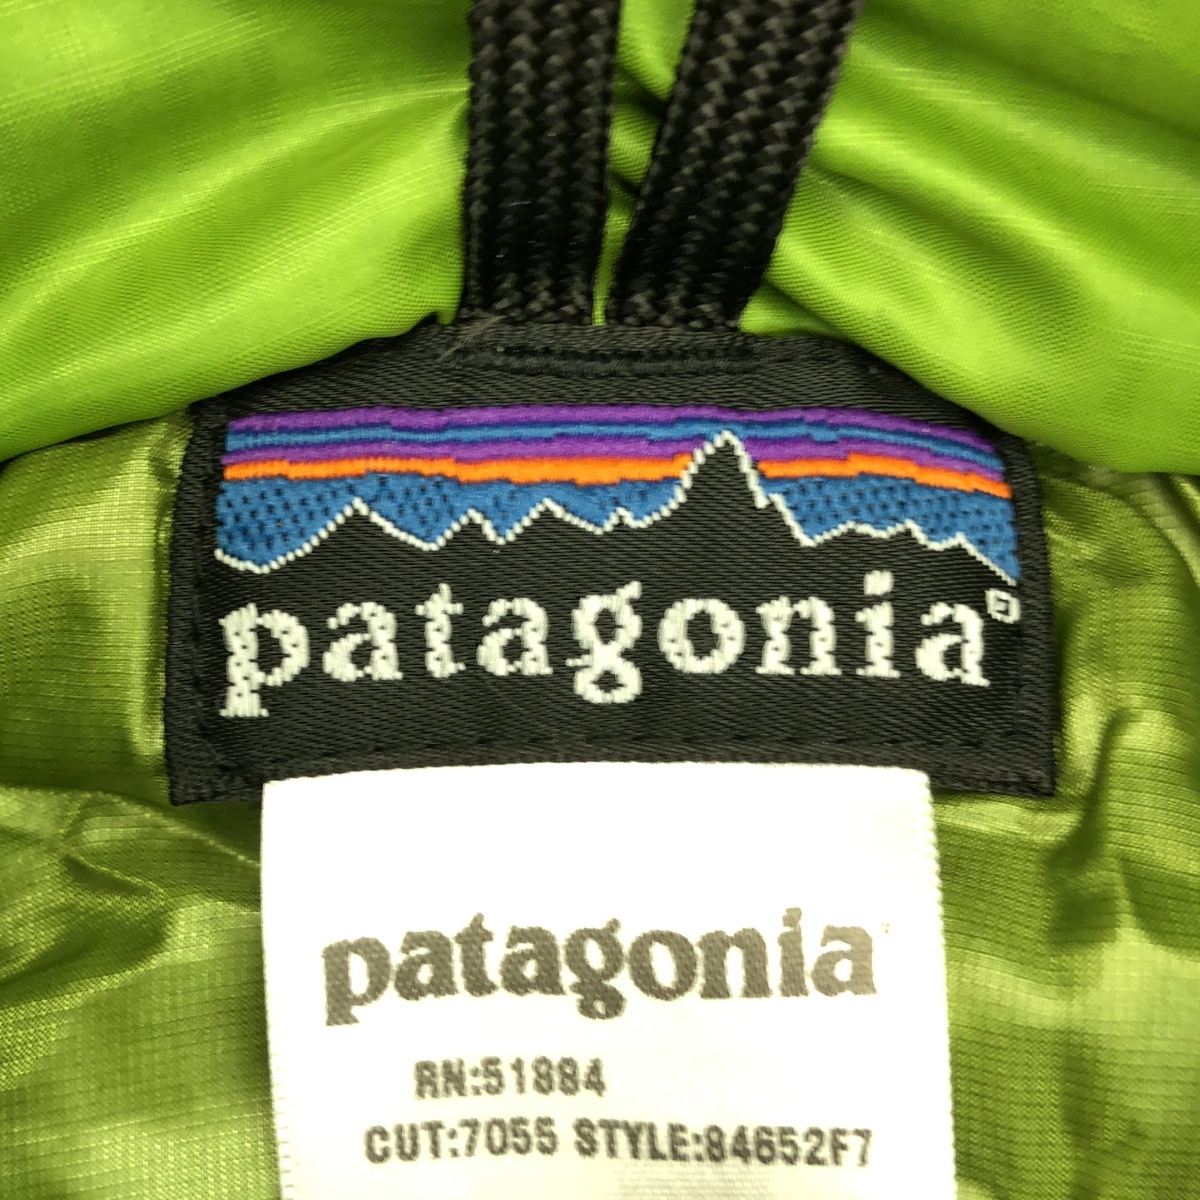 patagonia®
patagonia
RN:51884
CUT:7055 STYLE:84652F7